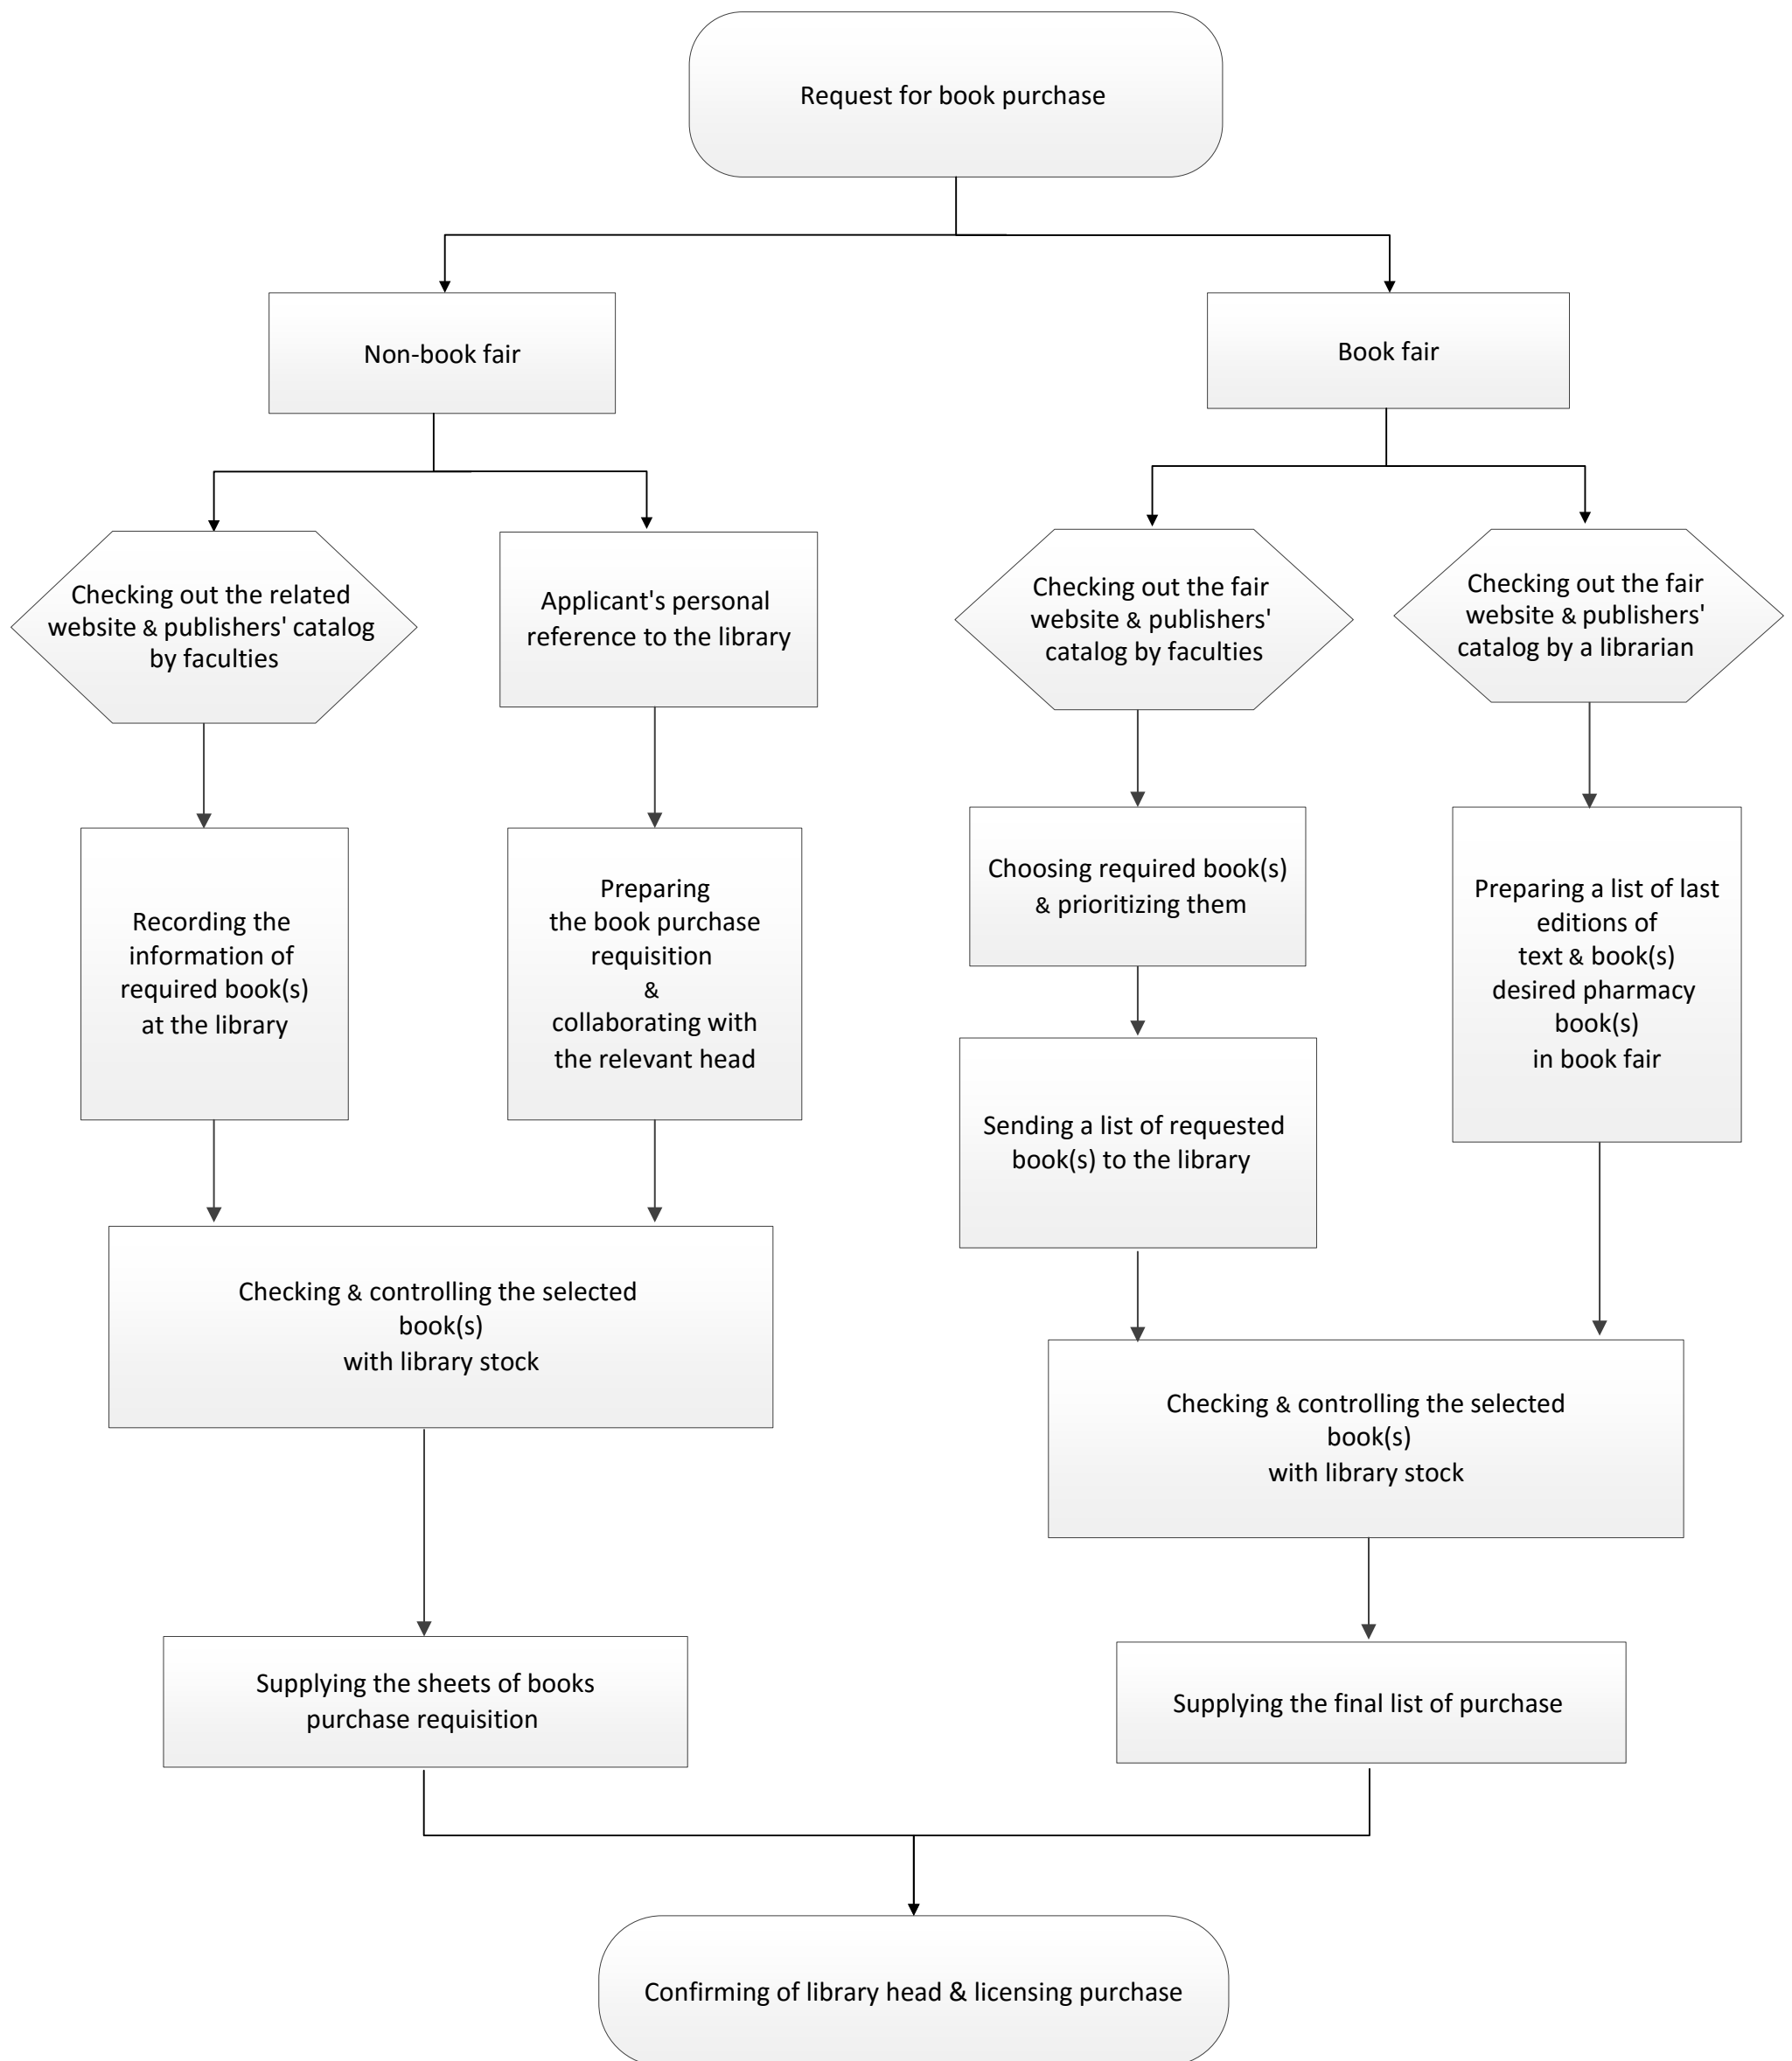 Request for book purchase
Non-book fair
Book fair
Checking out the related
website & publishers' catalog
by faculties
Applicant's personal
reference to the library
Checking out the fair
website & publishers'
catalog by faculties
Checking out the fair
website & publishers'
catalog by a librarian
Recording the
information of
required book(s)
at the library
Preparing
the book purchase
requisition
&
collaborating with
the relevant head
Choosing required book(s)
& prioritizing them
Preparing a list of last
editions of
text & book(s)
desired pharmacy
book(s)
in book fair
Sending a list of requested
book(s) to the library
Checking & controlling the selected
book(s)
with library stock
Checking & controlling the selected
book(s)
with library stock
Supplying the sheets of books
purchase requisition
Supplying the final list of purchase
Confirming of library head & licensing purchase